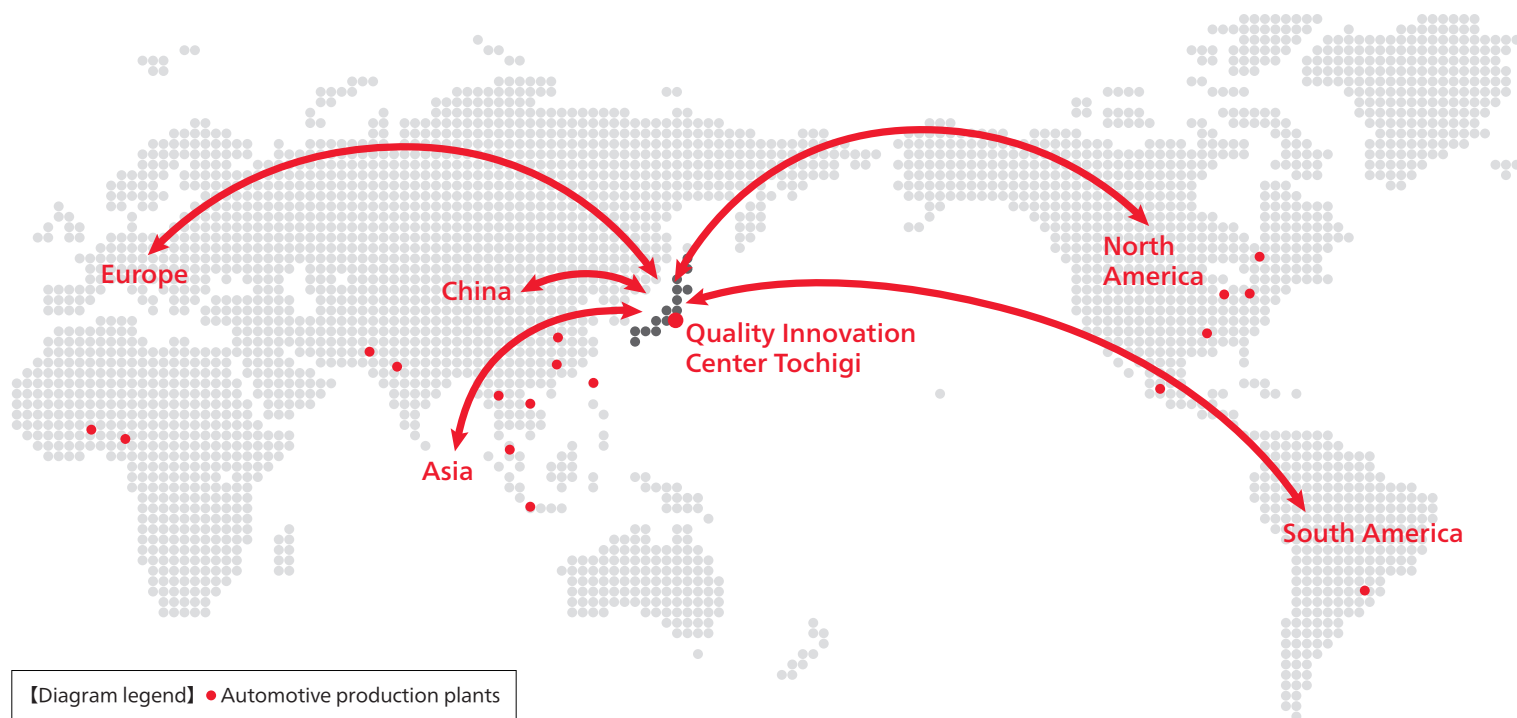 Europe
China
North
America
Quality Innovation
Center Tochigi
Asia
South America
【Diagram legend】 ● Automotive production plants